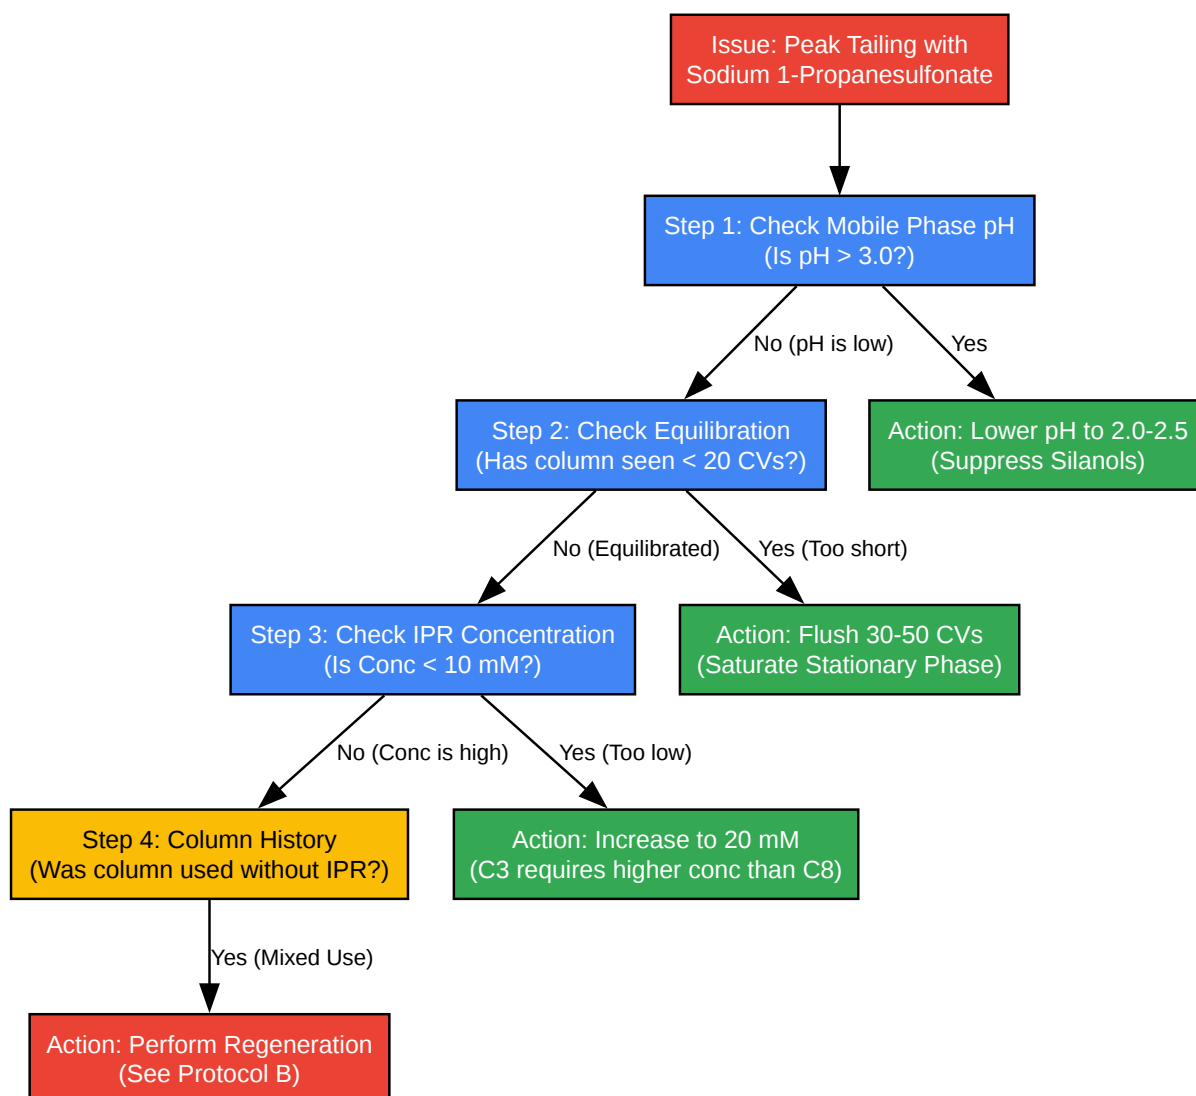 Issue: Peak Tailing with
Sodium 1-Propanesulfonate
Step 1: Check Mobile Phase pH
(Is pH > 3.0?)
No (pH is low)
Yes
Step 2: Check Equilibration
(Has column seen < 20 CVs?)
Action: Lower pH to 2.0-2.5
(Suppress Silanols)
No (Equilibrated)
Yes (Too short)
Step 3: Check IPR Concentration
(Is Conc < 10 mM?)
Action: Flush 30-50 CVs
(Saturate Stationary Phase)
No (Conc is high)
Yes (Too low)
Step 4: Column History
(Was column used without IPR?)
Action: Increase to 20 mM
(C3 requires higher conc than C8)
Yes (Mixed Use)
Action: Perform Regeneration
(See Protocol B)